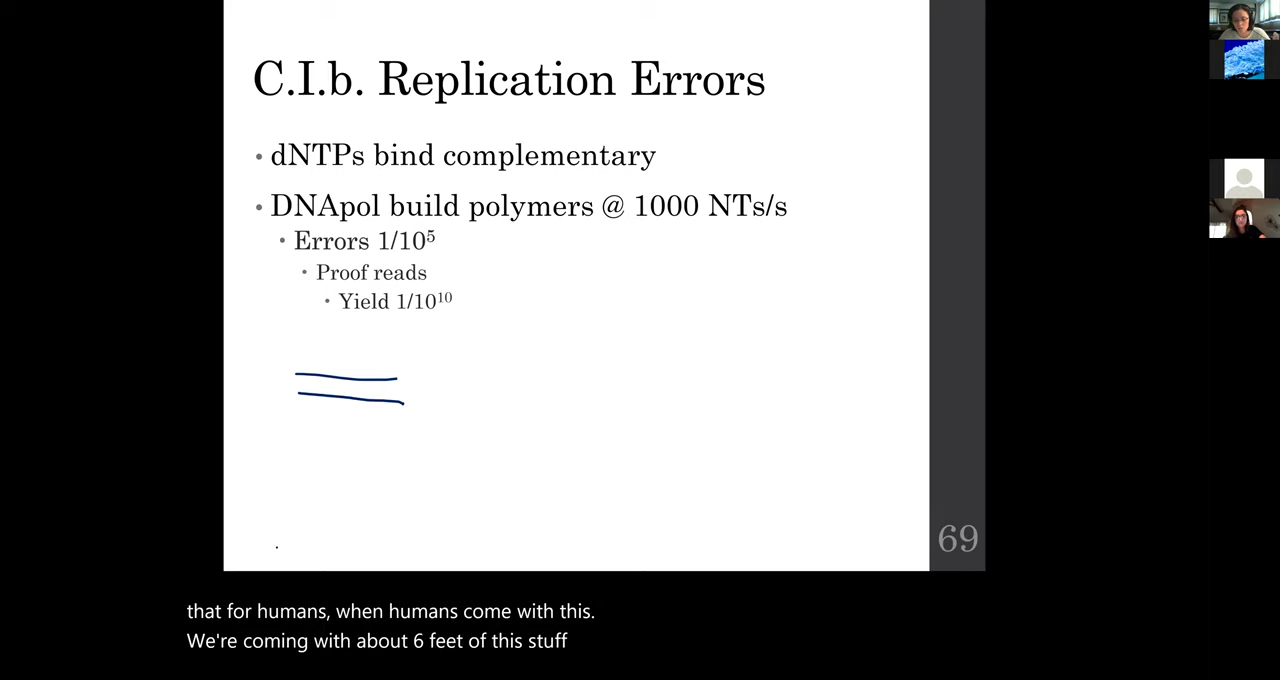 C.I.b. Replication Errors
• dNTPs bind complementary
• DNApol build polymers @ 1000 NTs/s
• Errors 1/10⁵
• Proof reads
• Yield 1/10¹⁰
69
that for humans, when humans come with this.
We're coming with about 6 feet of this stuff